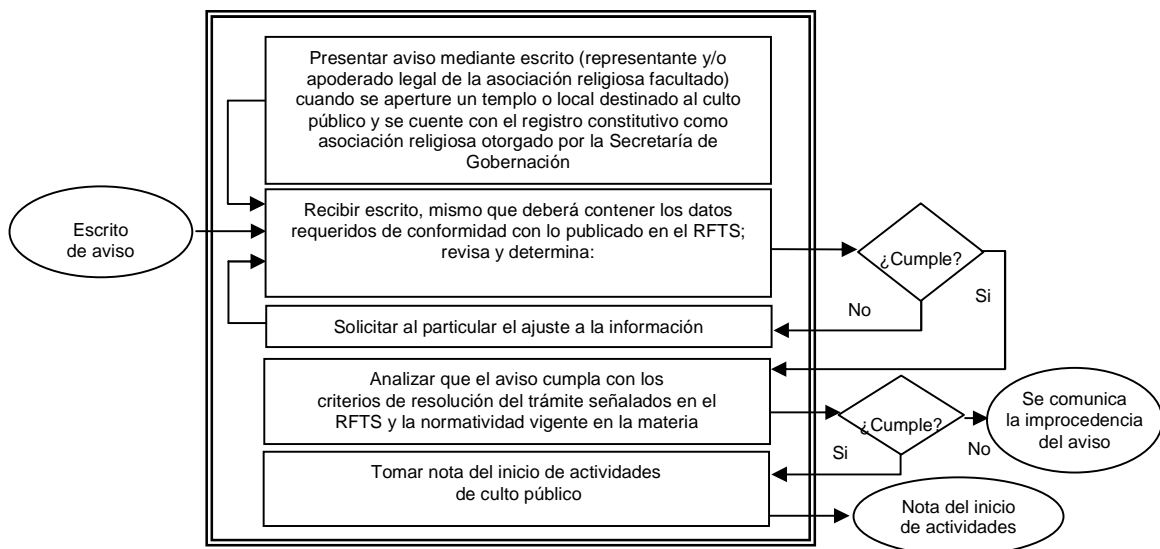 Presentar aviso mediante escrito (representante y/o
apoderado legal de la asociación religiosa facultado)
cuando se aperture un templo o local destinado al culto
público y se cuente con el registro constitutivo como
asociación religiosa otorgado por la Secretaría de
Gobernación
Escrito
de aviso
Recibir escrito, mismo que deberá contener los datos
requeridos de conformidad con lo publicado en el RFTS;
revisa y determina:
¿Cumple?
No
Si
Solicitar al particular el ajuste a la información
Analizar que el aviso cumpla con los
criterios de resolución del trámite señalados en el
RFTS y la normatividad vigente en la materia
¿Cumple?
Si
No
Se comunica
la improcedencia
del aviso
Tomar nota del inicio de actividades
de culto público
Nota del inicio
de actividades